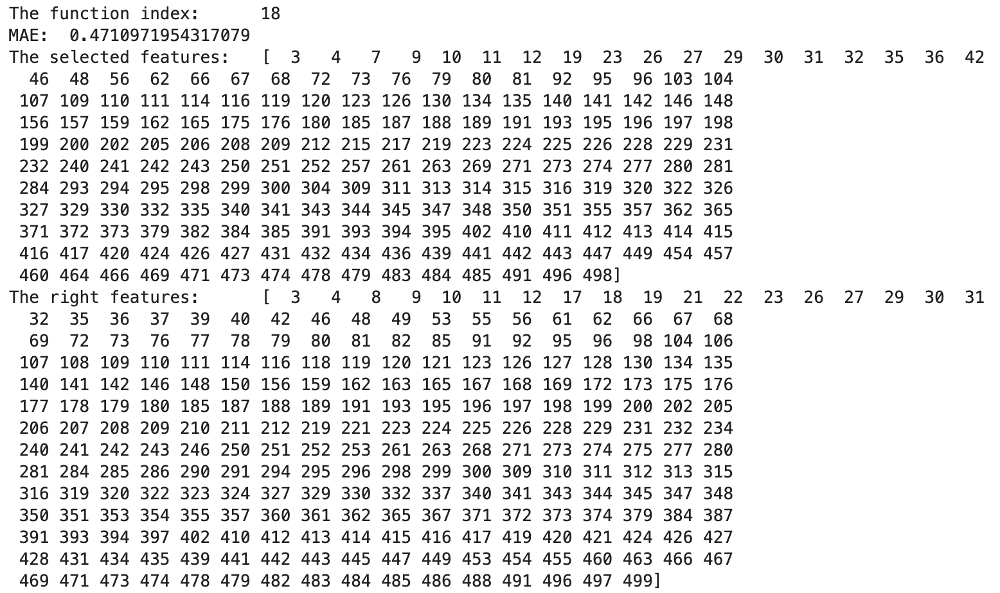 The function index:      18
MAE:  0.4710971954317079
The selected features:   [  3   4   7   9  10  11  12  19  23  26  27  29  30  31  32  35  36  42
  46  48  56  62  66  67  68  72  73  76  79  80  81  92  95  96 103 104
 107 109 110 111 114 116 119 120 123 126 130 134 135 140 141 142 146 148
 156 157 159 162 165 175 176 180 185 187 188 189 191 193 195 196 197 198
 199 200 202 205 206 208 209 212 215 217 219 223 224 225 226 228 229 231
 232 240 241 242 243 250 251 252 257 261 263 269 271 273 274 277 280 281
 284 293 294 295 298 299 300 304 309 311 313 314 315 316 319 320 322 326
 327 329 330 332 335 340 341 343 344 345 347 348 350 351 355 357 362 365
 371 372 373 379 382 384 385 391 393 394 395 402 410 411 412 413 414 415
 416 417 420 424 426 427 431 432 434 436 439 441 442 443 447 449 454 457
 460 464 466 469 471 473 474 478 479 483 484 485 491 496 498]
The right features:      [  3   4   8   9  10  11  12  17  18  19  21  22  23  26  27  29  30  31
  32  35  36  37  39  40  42  46  48  49  53  55  56  61  62  66  67  68
  69  72  73  76  77  78  79  80  81  82  85  91  92  95  96  98 104 106
 107 108 109 110 111 114 116 118 119 120 121 123 126 127 128 130 134 135
 140 141 142 146 148 150 156 159 162 163 165 167 168 169 172 173 175 176
 177 178 179 180 185 187 188 189 191 193 195 196 197 198 199 200 202 205
 206 207 208 209 210 211 212 219 221 223 224 225 226 228 229 231 232 234
 240 241 242 243 246 250 251 252 253 261 263 268 271 273 274 275 277 280
 281 284 285 286 290 291 294 295 296 298 299 300 309 310 311 312 313 315
 316 319 320 322 323 324 327 329 330 332 337 340 341 343 344 345 347 348
 350 351 353 354 355 357 360 361 362 365 367 371 372 373 374 379 384 387
 391 393 394 397 402 410 412 413 414 415 416 417 419 420 421 424 426 427
 428 431 434 435 439 441 442 443 445 447 449 453 454 455 460 463 466 467
 469 471 473 474 478 479 482 483 484 485 486 488 491 496 497 499]